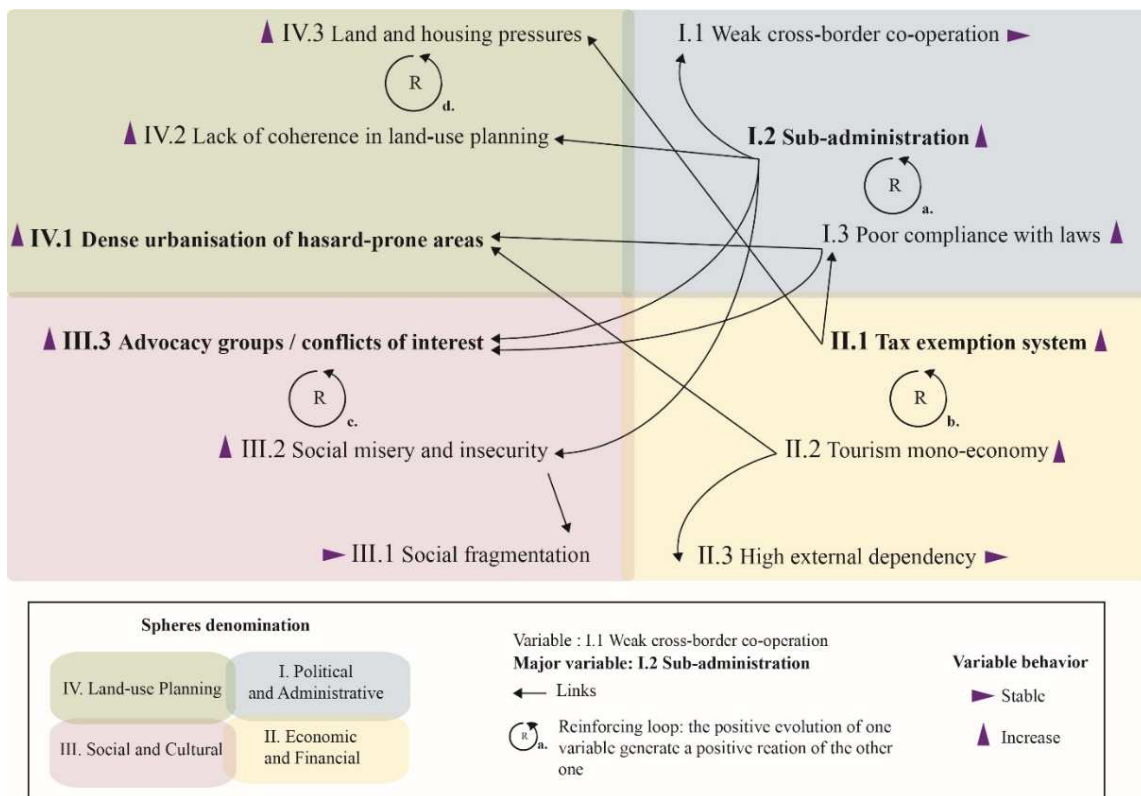 IV.3 Land and housing pressures
R
d.
IV.2 Lack of coherence in land-use planning
IV.1 Dense urbanisation of hasard-prone areas
I.1 Weak cross-border co-operation
I.2 Sub-administration
R
a.
I.3 Poor compliance with laws
III.3 Advocacy groups / conflicts of interest
R
c.
III.2 Social misery and insecurity
III.1 Social fragmentation
II.1 Tax exemption system
R
b.
II.2 Tourism mono-economy
II.3 High external dependency
Spheres denomination
IV. Land-use Planning
I. Political
and Administrative
III. Social and Cultural
II. Economic
and Financial
Variable : I.1 Weak cross-border co-operation
Major variable: I.2 Sub-administration
Links
R
a.
Reinforcing loop: the positive evolution of one
variable generate a positive reation of the other
one
Variable behavior
Stable
Increase